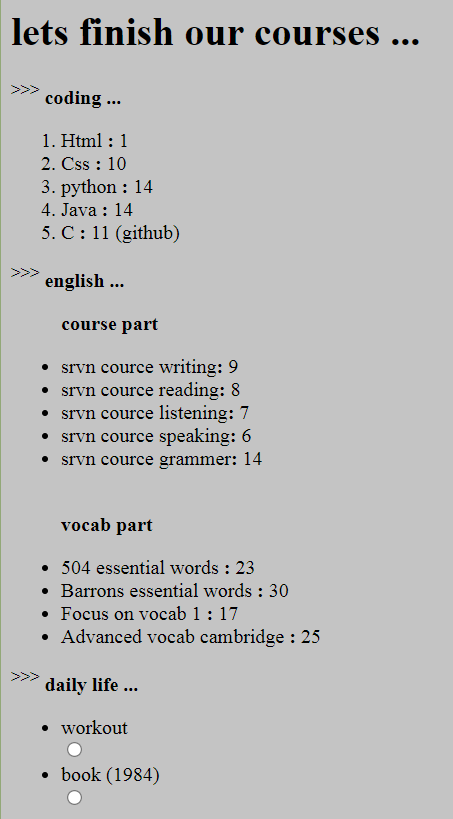 lets finish our courses ...
>>> coding ...
1. Html : 1
2. Css : 10
3. python : 14
4. Java : 14
5. C : 11 (github)
>>> english ...
course part
• srvn cource writing: 9
• srvn cource reading: 8
• srvn cource listening: 7
• srvn cource speaking: 6
• srvn cource grammer: 14
vocab part
• 504 essential words : 23
• Barrons essential words : 30
• Focus on vocab 1 : 17
• Advanced vocab cambridge : 25
>>> daily life ...
• workout
• book (1984)